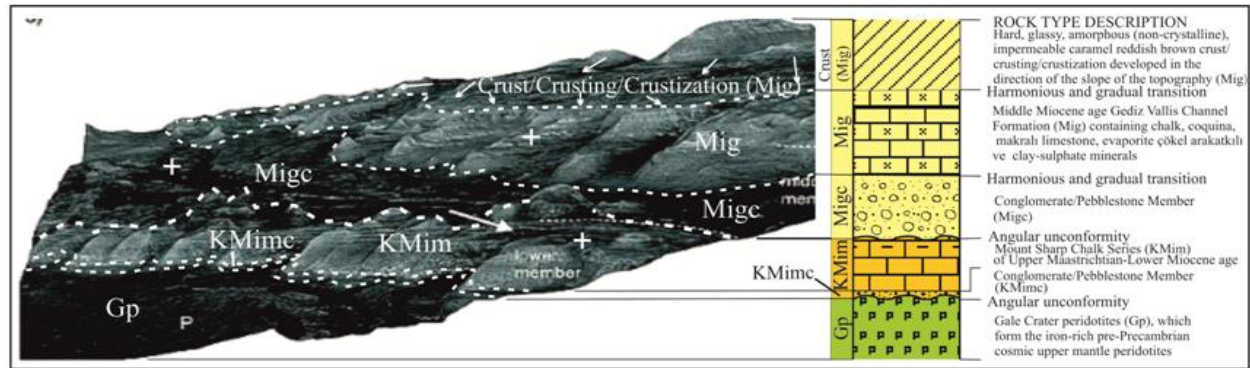 Crust/Crusting/Crustization (Mig)
Mig
Migc
Migc
KMimc
KMim
lower
member
Gp
P
KMimc
Crust
(Mig)
Mig
Migc
KMim
Gp
ROCK TYPE DESCRIPTION
Hard, glassy, amorphous (non-crystalline),
impermeable caramel reddish brown crust/
crusting/crustization developed in the
direction of the slope of the topography (Mig)
Harmonious and gradual transition
Middle Miocene age Gediz Vallis Channel
Formation (Mig) containing chalk, coquina,
makralı limestone, evaporite çökel arakatkılı
ve clay-sulphate minerals
Harmonious and gradual transition
Conglomerate/Pebblestone Member
(Migc)
Angular unconformity
Mount Sharp Chalk Series (KMim)
of Upper Maastrichtian-Lower Miocene age
Conglomerate/Pebblestone Member
(KMimc)
Angular unconformity
Gale Crater peridotites (Gp), which
form the iron-rich pre-Precambrian
cosmic upper mantle peridotites